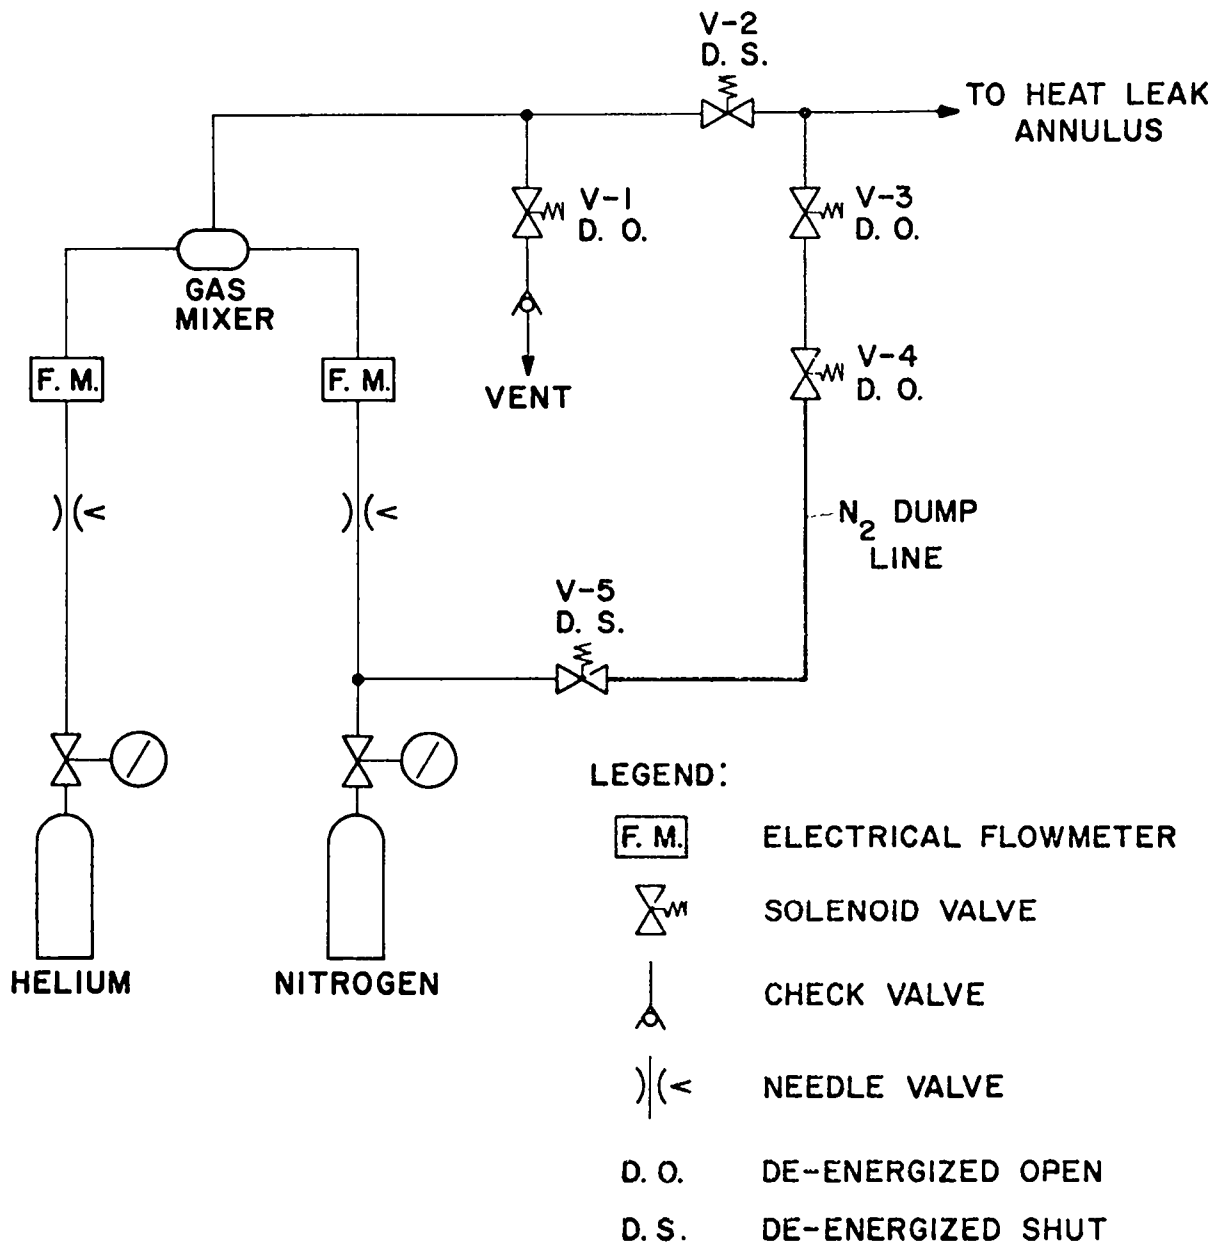 V-2
D. S.
TO HEAT LEAK
ANNULUS
V-1
D. O.
V-3
D. O.
GAS
MIXER
F. M.
F. M.
V-4
D. O.
VENT
N2 DUMP
LINE
V-5
D. S.
LEGEND:
F. M. ELECTRICAL FLOWMETER
SOLENOID VALVE
HELIUM
NITROGEN
CHECK VALVE
NEEDLE VALVE
D. O. DE-ENERGIZED OPEN
D. S. DE-ENERGIZED SHUT